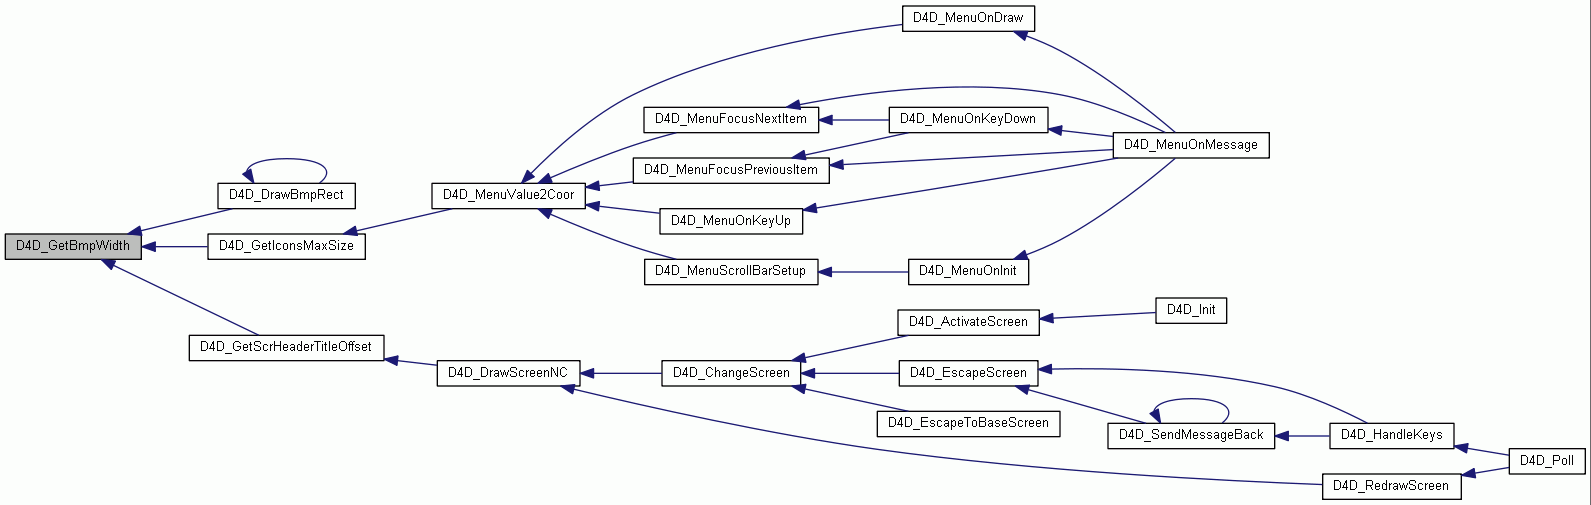 D4D_MenuOnDraw
D4D_MenuFocusNextItem
D4D_MenuOnKeyDown
D4D_MenuOnMessage
D4D_MenuFocusPreviousItem
D4D_DrawBmpRect
D4D_MenuValue2Coor
D4D_MenuOnKeyUp
D4D_GetBmpWidth
D4D_GetIconsMaxSize
D4D_MenuScrollBarSetup
D4D_MenuOnInit
D4D_Init
D4D_ActivateScreen
D4D_GetScrHeaderTitleOffset
D4D_DrawScreenNC
D4D_ChangeScreen
D4D_EscapeScreen
D4D_EscapeToBaseScreen
D4D_SendMessageBack
D4D_HandleKeys
D4D_Poll
D4D_RedrawScreen